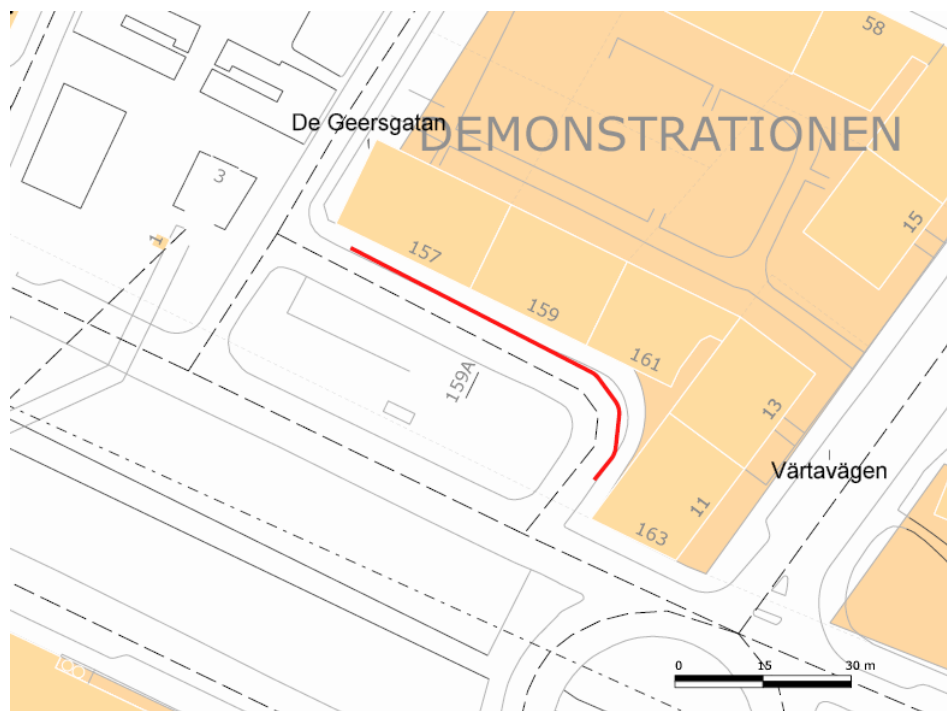 58
De Geersgatan
DEMONSTRATIONEN
3
15
1
157
159
161
159A
13
Värtavägen
11
163
0 15 30 m